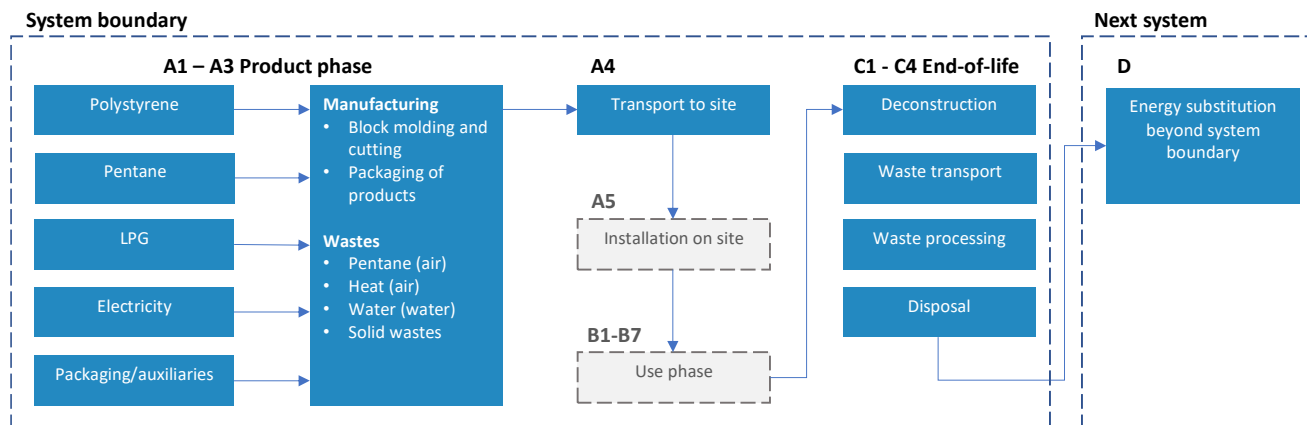 System boundary
Next system
A1 – A3 Product phase
A4
C1 - C4 End-of-life
D
Polystyrene
Pentane
LPG
Electricity
Packaging/auxiliaries
Manufacturing
• Block molding and
cutting
• Packaging of
products
Wastes
• Pentane (air)
• Heat (air)
• Water (water)
• Solid wastes
Transport to site
A5
Installation on site
B1-B7
Use phase
Deconstruction
Waste transport
Waste processing
Disposal
Energy substitution
beyond system
boundary